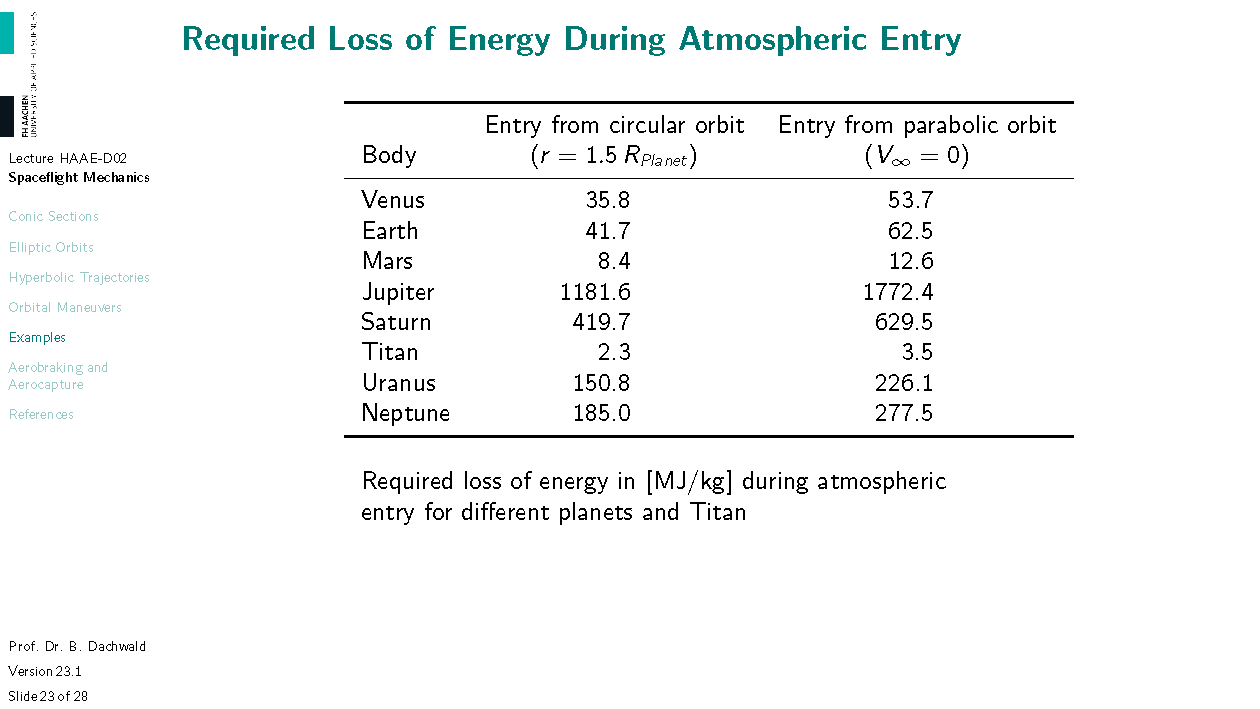 Required Loss of Energy During Atmospheric Entry
FH AACHEN
UNIVERSITY OF APPLIED SCIENCES
Lecture HAAE-D02
Spaceflight Mechanics
Conic Sections
Elliptic Orbits
Hyperbolic Trajectories
Orbital Maneuvers
Examples
Aerobraking and
Aerocapture
References
Entry from circular orbit Entry from parabolic orbit
Body (r = 1.5 R_Planet) (V_∞ = 0)
Venus 35.8 53.7
Earth 41.7 62.5
Mars 8.4 12.6
Jupiter 1181.6 1772.4
Saturn 419.7 629.5
Titan 2.3 3.5
Uranus 150.8 226.1
Neptune 185.0 277.5
Required loss of energy in [MJ/kg] during atmospheric
entry for different planets and Titan
Prof. Dr. B. Dachwald
Version 23.1
Slide 23 of 28